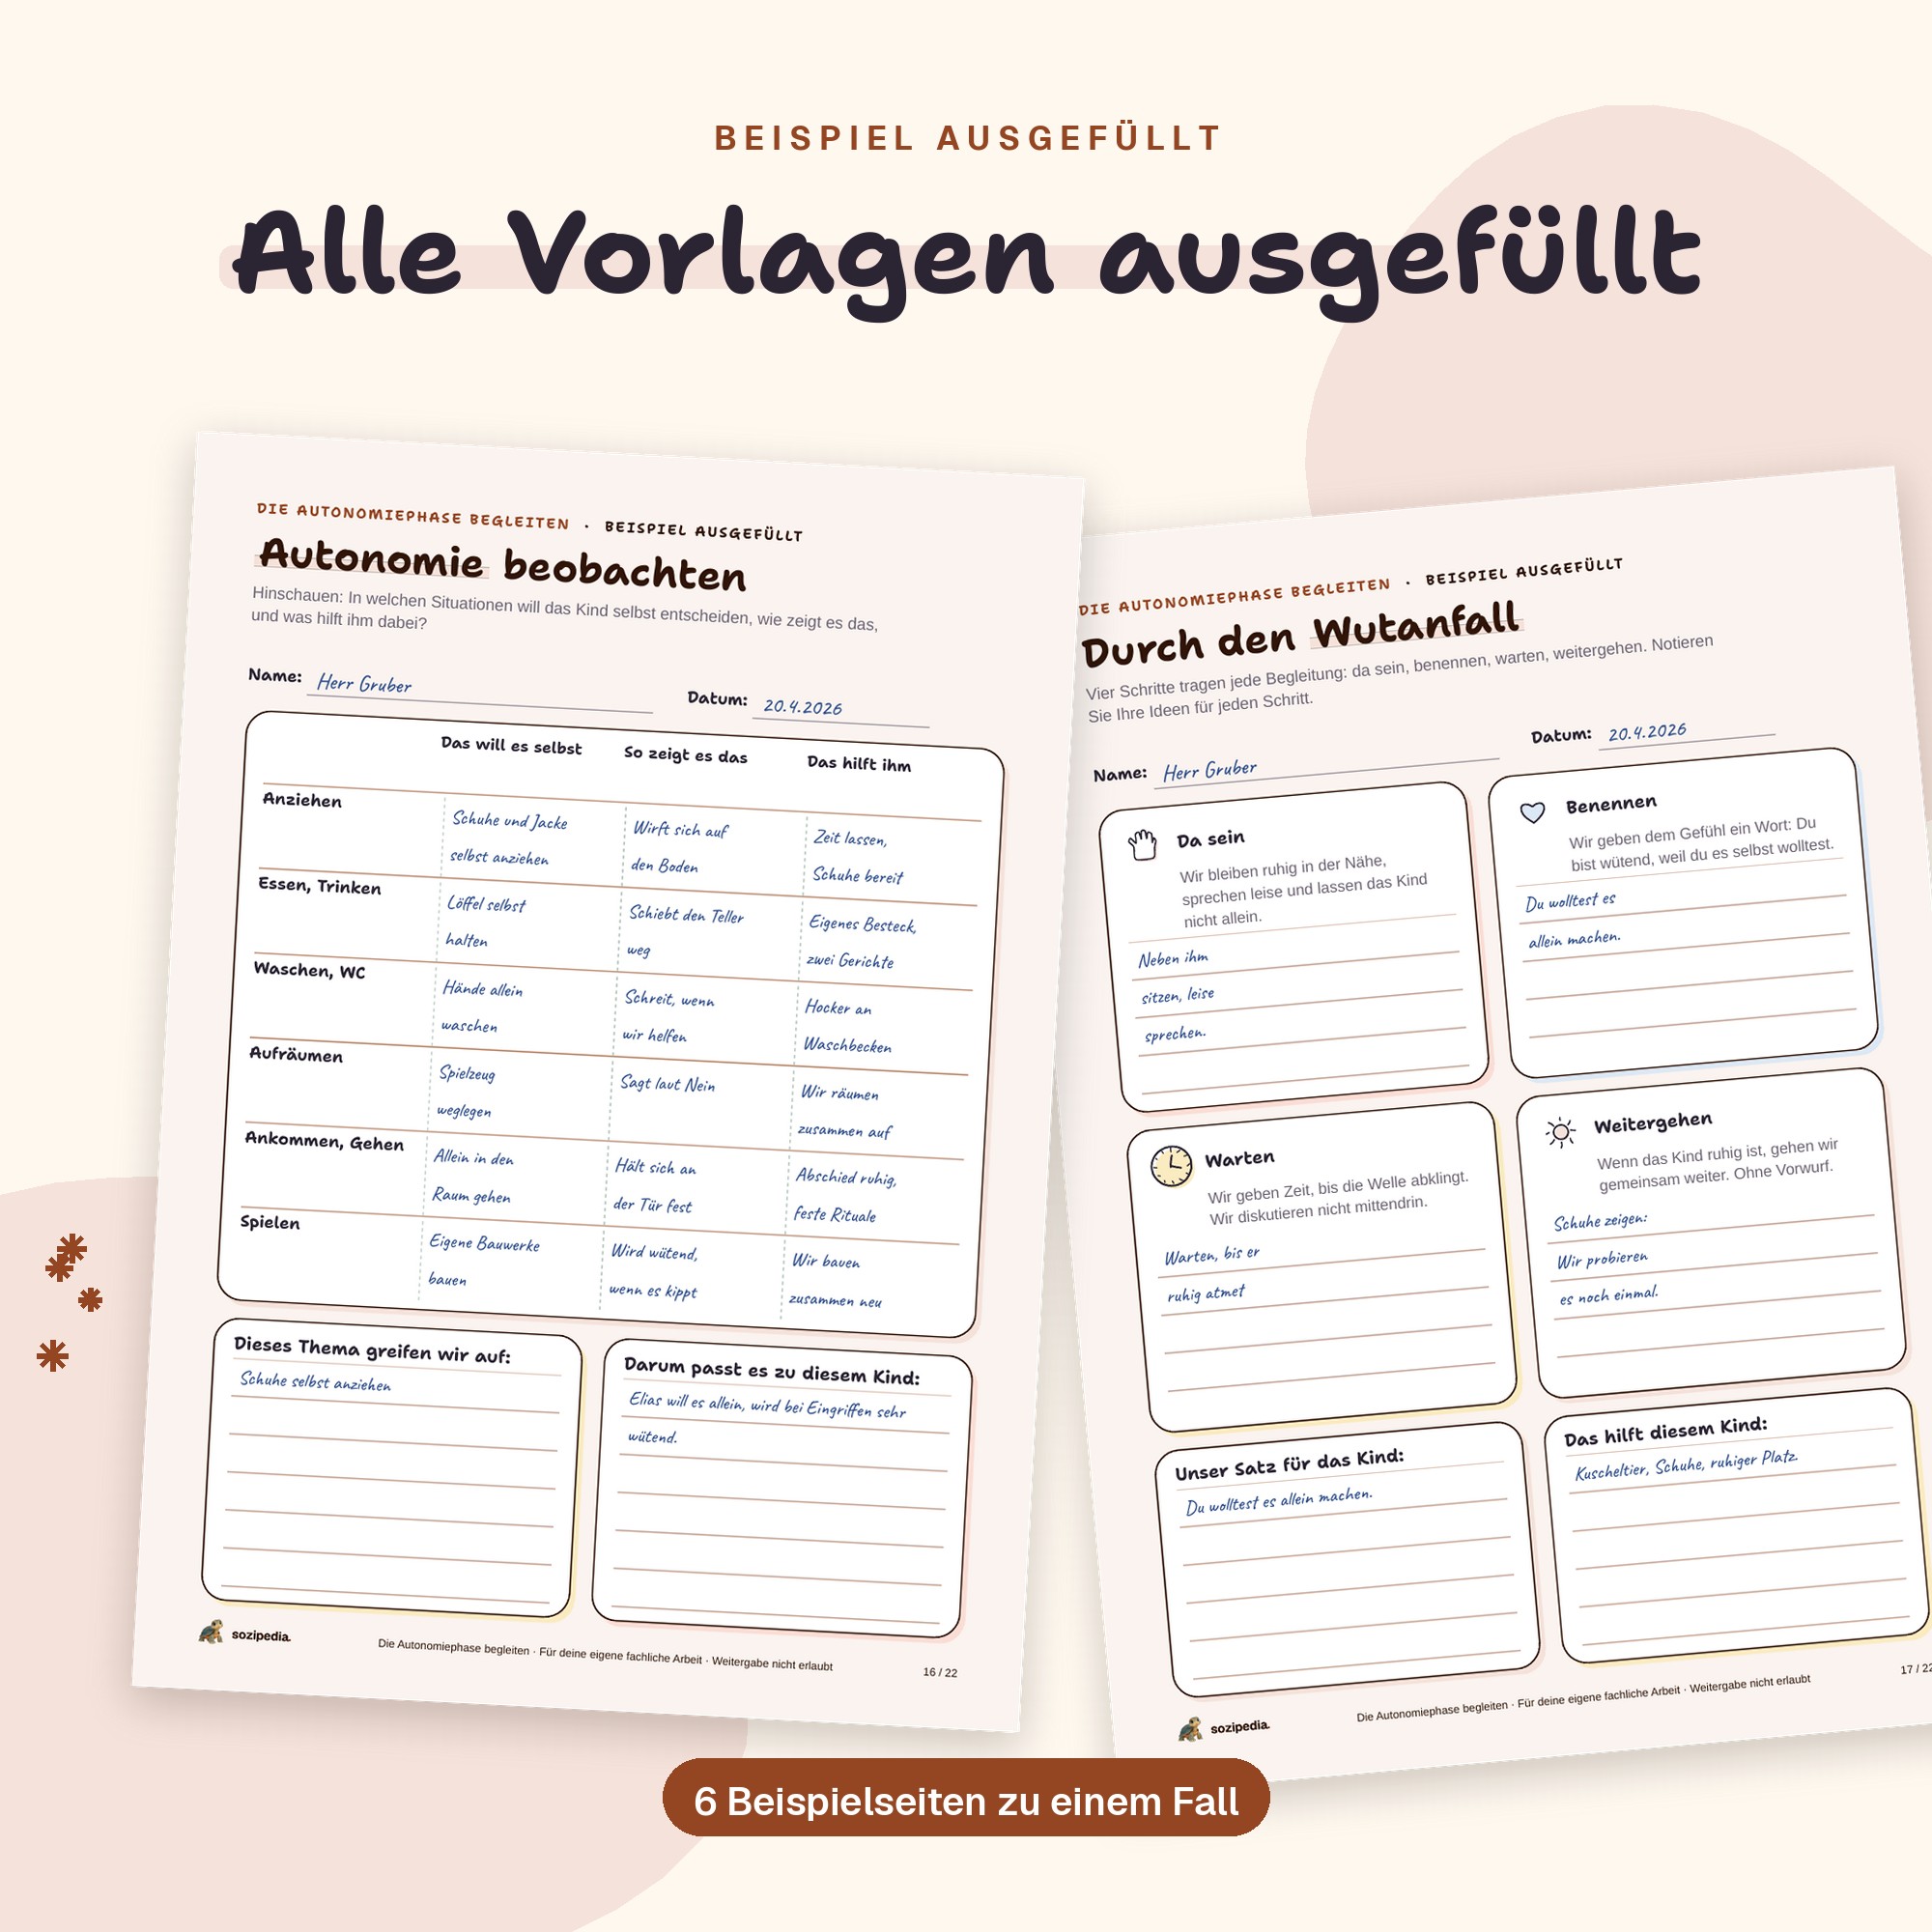 BEISPIEL AUSGEFÜLLT
Alle Vorlagen ausgefüllt
DIE AUTONOMIEPHASE BEGLEITEN · BEISPIEL AUSGEFÜLLT
Autonomie beobachten
Hinschauen: In welchen Situationen will das Kind selbst entscheiden, wie zeigt es das,
und was hilft ihm dabei?
Name: Herr Gruber Datum: 20.4.2026
Das will es selbst So zeigt es das Das hilft ihm
Anziehen
Schuhe und Jacke
selbst anziehen
Wirft sich auf
den Boden
Zeit lassen,
Schuhe bereit
Essen, Trinken
Löffel selbst
halten
Schiebt den Teller
weg
Eigenes Besteck,
zwei Gerichte
Waschen, WC
Hände allein
waschen
Schreit, wenn
wir helfen
Hocker an
Waschbecken
Aufräumen
Spielzeug
weglegen
Sagt laut Nein
Wir räumen
zusammen auf
Ankommen, Gehen
Allein in den
Raum gehen
Hält sich an
der Tür fest
Abschied ruhig,
feste Rituale
Spielen
Eigene Bauwerke
bauen
Wird wütend,
wenn es kippt
Wir bauen
zusammen neu
Dieses Thema greifen wir auf:
Schuhe selbst anziehen
Darum passt es zu diesem Kind:
Elias will es allein, wird bei Eingriffen sehr
wütend.
sozipedia.
Die Autonomiephase begleiten · Für deine eigene fachliche Arbeit · Weitergabe nicht erlaubt
16 / 22
DIE AUTONOMIEPHASE BEGLEITEN · BEISPIEL AUSGEFÜLLT
Durch den Wutanfall
Vier Schritte tragen jede Begleitung: da sein, benennen, warten, weitergehen. Notieren
Sie Ihre Ideen für jeden Schritt.
Name: Herr Gruber Datum: 20.4.2026
Da sein
Wir bleiben ruhig in der Nähe,
sprechen leise und lassen das Kind
nicht allein.
Neben ihm
sitzen, leise
sprechen.
Benennen
Wir geben dem Gefühl ein Wort: Du
bist wütend, weil du es selbst wolltest.
Du wolltest es
allein machen.
Warten
Wir geben Zeit, bis die Welle abklingt.
Wir diskutieren nicht mittendrin.
Warten, bis er
ruhig atmet
Weitergehen
Wenn das Kind ruhig ist, gehen wir
gemeinsam weiter. Ohne Vorwurf.
Schuhe zeigen:
Wir probieren
es noch einmal.
Unser Satz für das Kind:
Du wolltest es allein machen.
Das hilft diesem Kind:
Kuscheltier, Schuhe, ruhiger Platz.
sozipedia.
Die Autonomiephase begleiten · Für deine eigene fachliche Arbeit · Weitergabe nicht erlaubt
17 / 22
6 Beispielseiten zu einem Fall